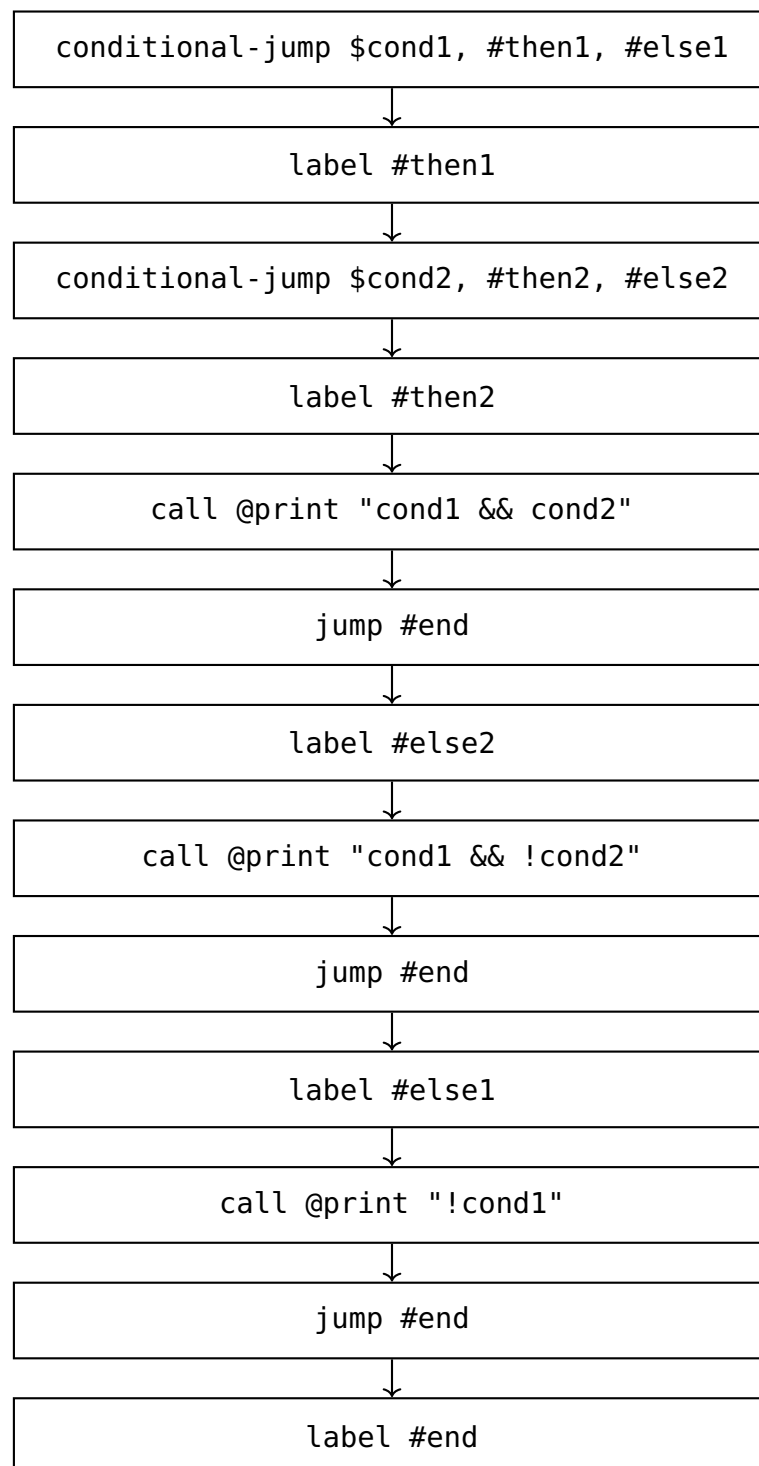 conditional-jump $cond1, #then1, #else1
label #then1
conditional-jump $cond2, #then2, #else2
label #then2
call @print "cond1 && cond2"
jump #end
label #else2
call @print "cond1 && !cond2"
jump #end
label #else1
call @print "!cond1"
jump #end
label #end